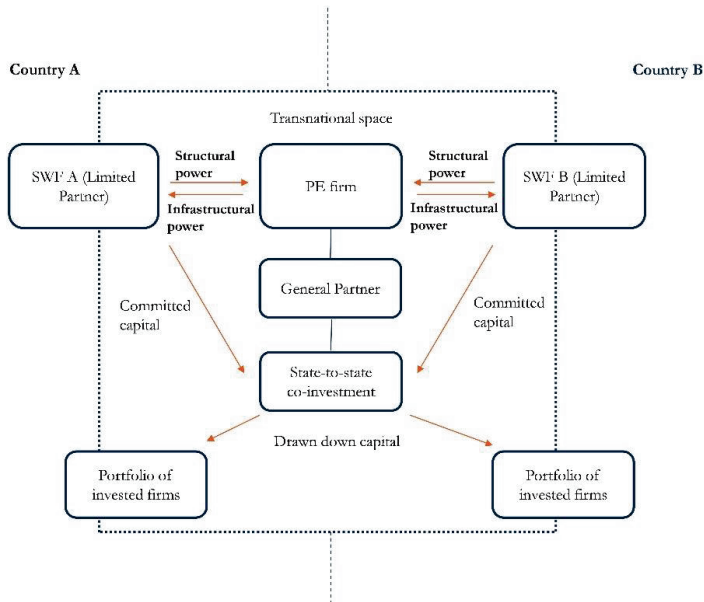 Country A
Country B
Transnational space
SWF A (Limited
Partner)
Structural
power
Infrastructural
power
PE firm
Structural
power
Infrastructural
power
SWF B (Limited
Partner)
General Partner
Committed
capital
Committed
capital
State-to-state
co-investment
Drawn down capital
Portfolio of
invested firms
Portfolio of
invested firms